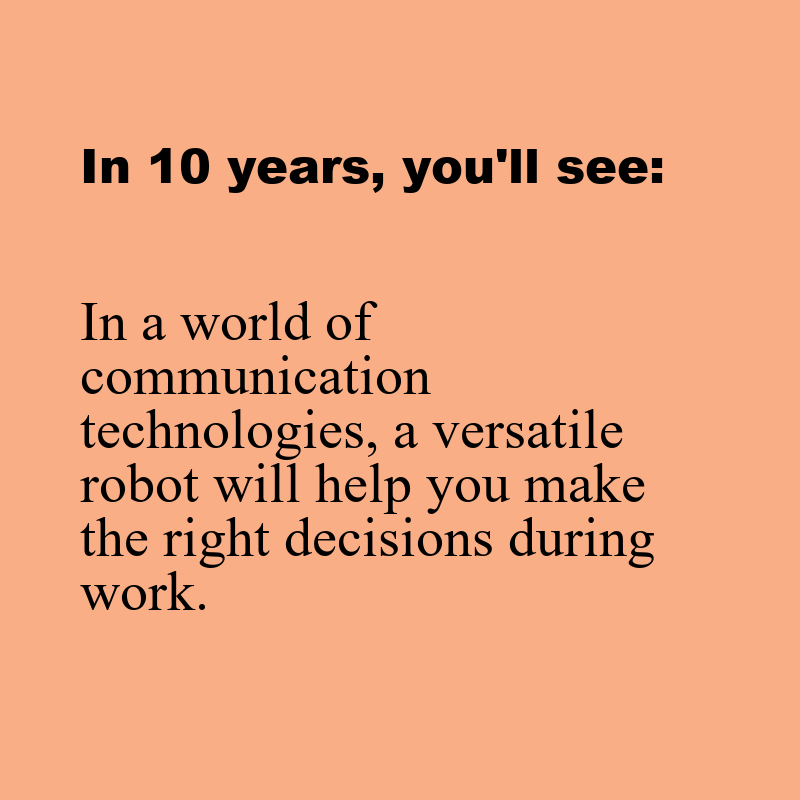 In 10 years, you'll see:
In a world of
communication
technologies, a versatile
robot will help you make
the right decisions during
work.